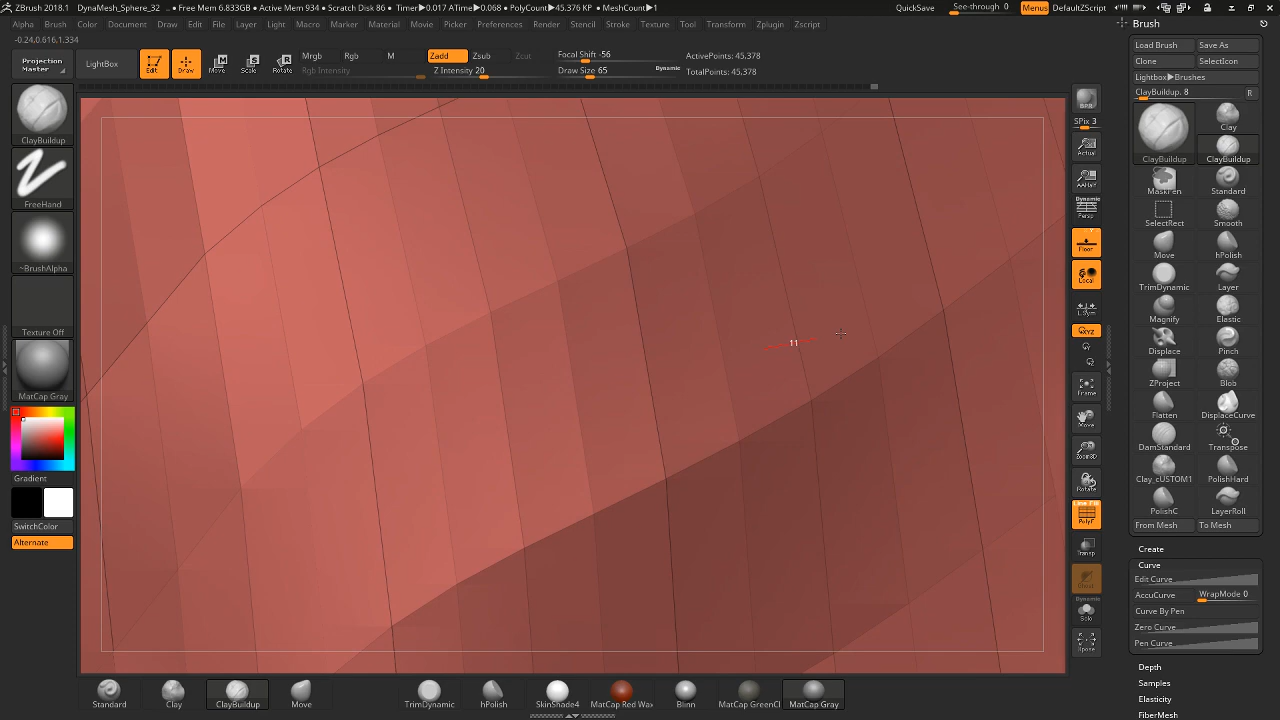 ZBrush 2018.1 DynaMesh_Sphere_32 .. • Free Mem 6.833GB • Active Mem 934 • Scratch Disk 86 • Timer▶0.017 ATime▶0.068 • PolyCount▶45.376 KP • MeshCount▶1 QuickSave See-through 0 Menus DefaultZScript
Alpha Brush Color Document Draw Edit File Layer Light Macro Marker Material Movie Picker Preferences Render Stencil Stroke Texture Tool Transform Zplugin Zscript
-0.24,0.616,1.334
Projection Master
LightBox
Edit
Draw
Move
Scale
Rotate
Mrgb Rgb M
Rgb Intensity
Zadd Zsub Zcut
Z Intensity 20
Focal Shift -56
Draw Size 65
Dynamic
ActivePoints: 45,378
TotalPoints: 45,378
ClayBuildup
FreeHand
~BrushAlpha
Texture Off
MatCap Gray
Gradient
SwitchColor
Alternate
11
BPR
SPix 3
Actual
AAHalf
Dynamic
Persp
Floor
Local
L.Sym
XYZ
Frame
Move
Zoom3D
Rotate
Line Fill
PolyF
Transp
Dynamic
Solo
Xpose
Brush
Load Brush Save As
Clone SelectIcon
Lightbox▶Brushes
ClayBuildup. 8 R
ClayBuildup Clay
ClayBuildup
MaskPen Standard
SelectRect Smooth
Move hPolish
TrimDynamic Layer
Magnify Elastic
Displace Pinch
ZProject Blob
Flatten DisplaceCurve
DamStandard Transpose
Clay_cUSTOM1 PolishHard
PolishC LayerRoll
From Mesh To Mesh
Create
Curve
Edit Curve
AccuCurve WrapMode 0
Curve By Pen
Zero Curve
Pen Curve
Depth
Samples
Elasticity
FiberMesh
Standard Clay ClayBuildup Move TrimDynamic hPolish SkinShade4 MatCap Red Wax Blinn MatCap GreenCl MatCap Gray